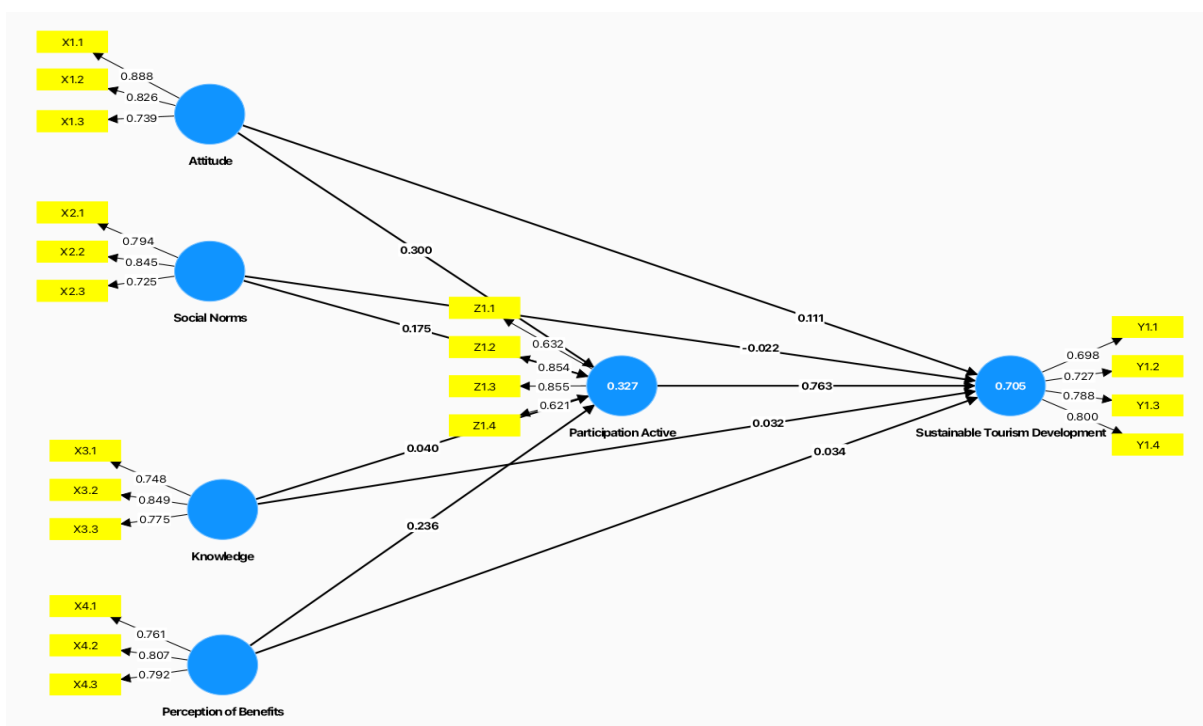 X1.1
0.888
X1.2
0.826
X1.3
0.739
Attitude
X2.1
0.794
X2.2
0.845
X2.3
0.725
Social Norms
0.300
0.175
Z1.1
0.632
Z1.2
0.854
Z1.3
0.855
Z1.4
0.621
0.327
Participation Active
0.111
-0.022
0.763
0.032
0.034
0.705
Sustainable Tourism Development
Y1.1
0.698
Y1.2
0.727
Y1.3
0.788
Y1.4
0.800
X3.1
0.748
X3.2
0.849
X3.3
0.775
Knowledge
0.040
0.236
X4.1
0.761
X4.2
0.807
X4.3
0.792
Perception of Benefits